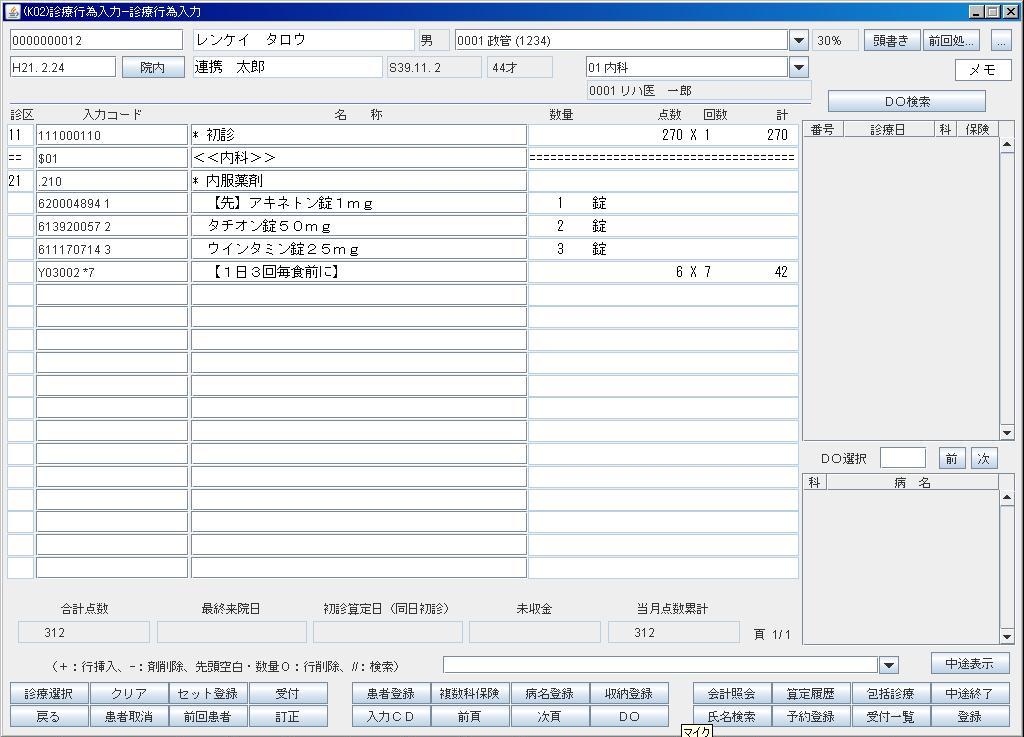 (K02)診療行為入力-診療行為入力
0000000012 レンケイ タロウ 男 0001 政管 (1234) 30% 頭書き 前回処... ...
H21. 2.24 院内 連携 太郎 S39.11. 2 44才 01 内科 メモ
0001 リハ医 一郎
DO検索
診区 入力コード 名 称 数量 点数 回数 計
番号 診療日 科 保険
11 111000110 * 初診 270 X 1 270
== $01 <<内科>> ==================================
21 .210 * 内服薬剤
620004894 1 【先】アキネトン錠1mg 1 錠
613920057 2 タチオン錠50mg 2 錠
611170714 3 ウインタミン錠25mg 3 錠
Y03002 *7 【1日3回毎食前に】 6 X 7 42
DO選択 前 次
科 病 名
合計点数 最終来院日 初診算定日(同日初診) 未収金 当月点数累計
312 312 頁 1/1
(+:行挿入、-:剤削除、先頭空白・数量0:行削除、//:検索) 中途表示
診療選択 クリア セット登録 受付 患者登録 複数科保険 病名登録 収納登録 会計照会 算定履歴 包括診療 中途終了
戻る 患者取消 前回患者 訂正 入力CD 前頁 次頁 DO 氏名検索 予約登録 受付一覧 登録
マイク